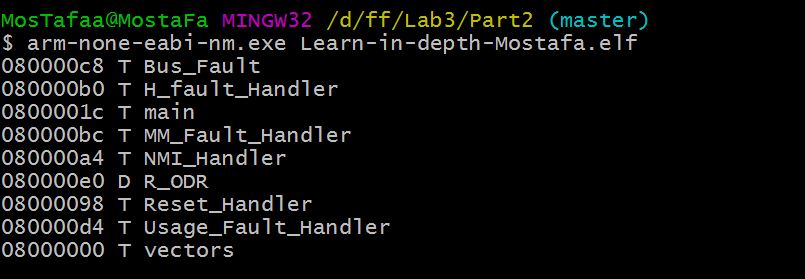 MosTafaa@MostaFa MINGW32 /d/ff/Lab3/Part2 (master)
$ arm-none-eabi-nm.exe Learn-in-depth-Mostafa.elf
080000c8 T Bus_Fault
080000b0 T H_fault_Handler
0800001c T main
080000bc T MM_Fault_Handler
080000a4 T NMI_Handler
080000e0 D R_ODR
08000098 T Reset_Handler
080000d4 T Usage_Fault_Handler
08000000 T vectors